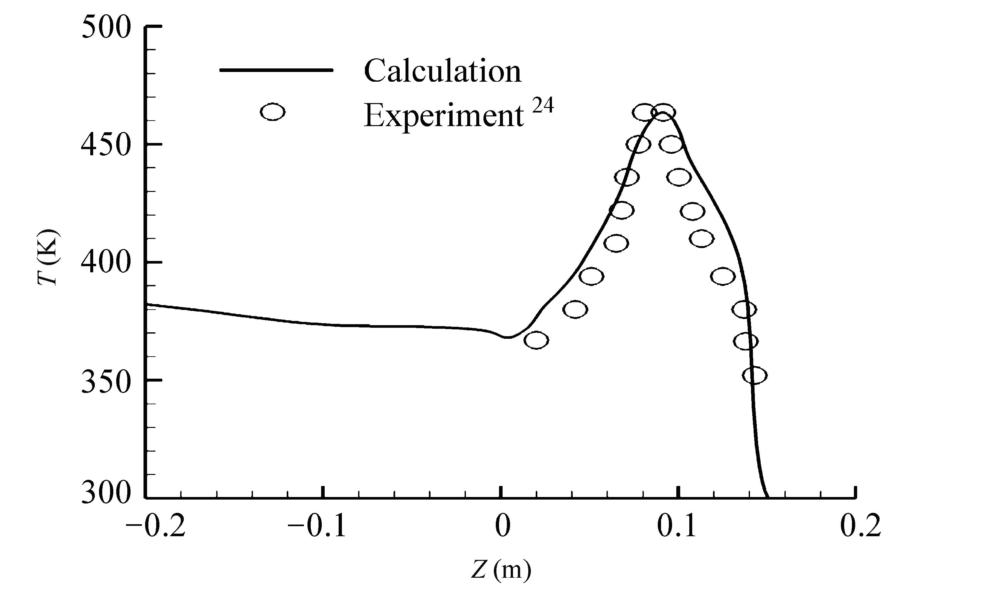 500
Calculation
Experiment 24
450
T (K)
400
350
300
−0.2 −0.1 0 0.1 0.2
Z (m)